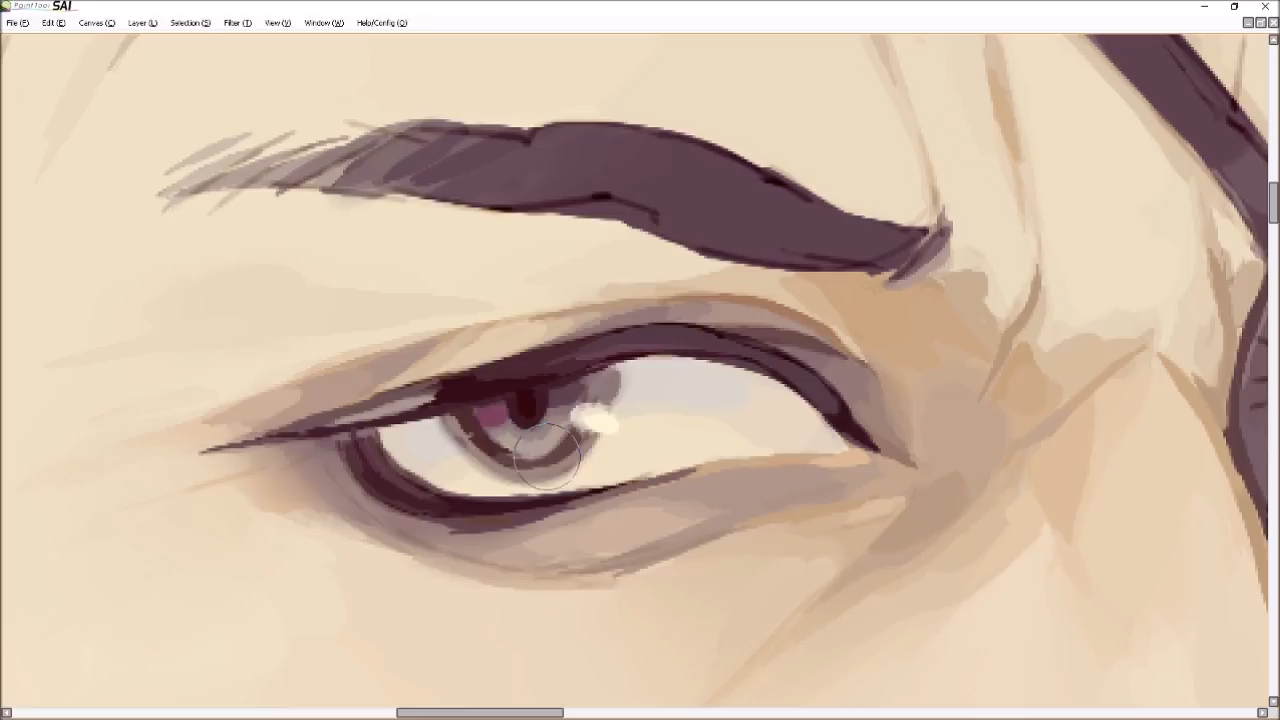 PaintTool SAI
File (F) Edit (E) Canvas (C) Layer (L) Selection (S) Filter (T) View (V) Window (W) Help/Config (O)